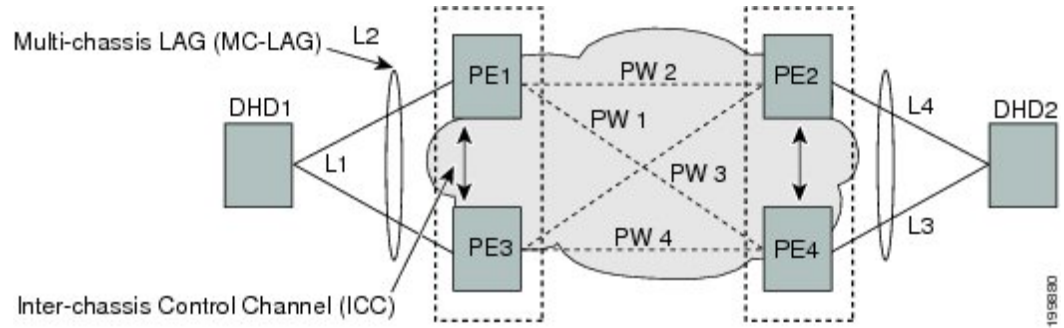 Multi-chassis LAG (MC-LAG)
L2
PE1
PW 2
PE2
DHD1
PW 1
L4
DHD2
L1
PW 3
PE3
PW 4
PE4
L3
Inter-chassis Control Channel (ICC)
199880